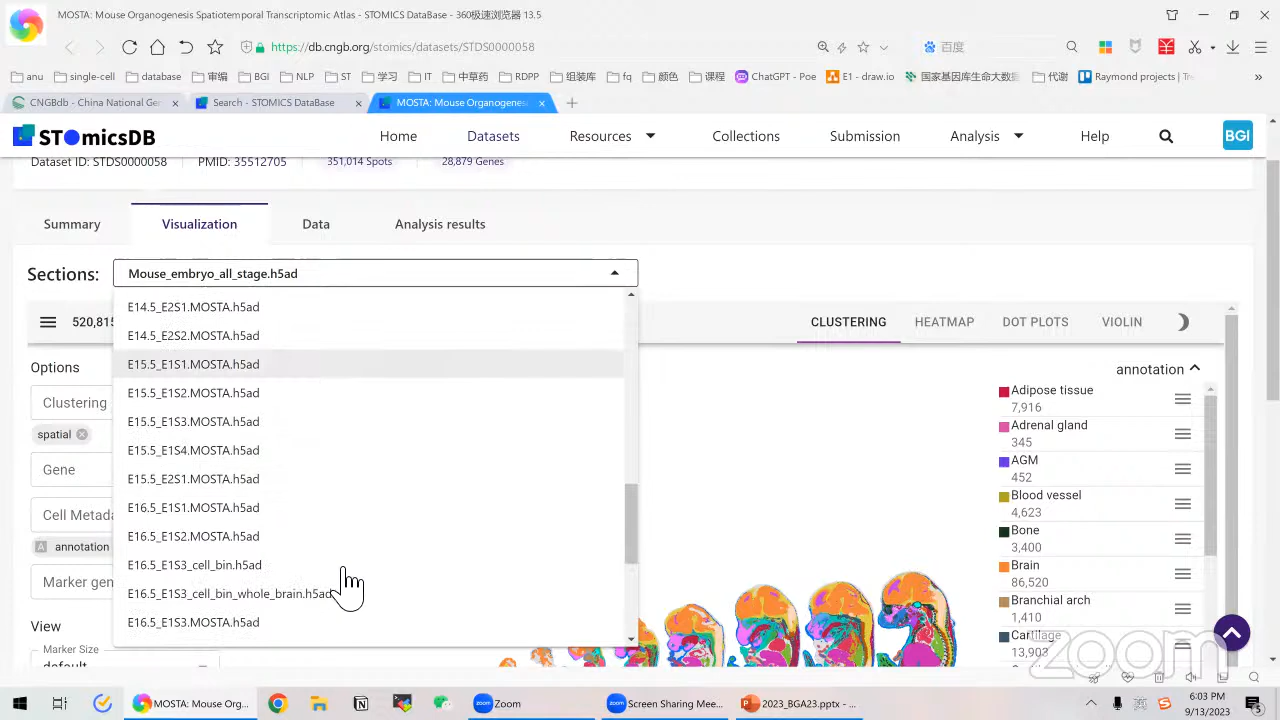 MOSTA: Mouse Organogenesis Spatiotemporal Transcriptomic Atlas - STOMICS DataBase - 360极速浏览器 13.5
https://db.cngb.org/stomics/datasets/STDS0000058
百度
anu single-cell database 审编 BGI NLP ST 学习 IT 中草药 RDPP 组装库 fq 颜色 课程 ChatGPT - Poe E1 - draw.io 国家基因库生命大数据 代谢 Raymond projects | Tr »
CNGBdb - China National Ge × Search - STOMICS DataBase × MOSTA: Mouse Organogenes × +
STOmicsDB Home Datasets Resources Collections Submission Analysis Help BGI
Dataset ID: STDS0000058 PMID: 35512705 351,014 Spots 28,879 Genes
Summary Visualization Data Analysis results
Sections: Mouse_embryo_all_stage.h5ad
E14.5_E2S1.MOSTA.h5ad
E14.5_E2S2.MOSTA.h5ad
E15.5_E1S1.MOSTA.h5ad
E15.5_E1S2.MOSTA.h5ad
E15.5_E1S3.MOSTA.h5ad
E15.5_E1S4.MOSTA.h5ad
E15.5_E2S1.MOSTA.h5ad
E16.5_E1S1.MOSTA.h5ad
E16.5_E1S2.MOSTA.h5ad
E16.5_E1S3_cell_bin.h5ad
E16.5_E1S3_cell_bin_whole_brain.h5ad
E16.5_E1S3.MOSTA.h5ad
520,815 CLUSTERING HEATMAP DOT PLOTS VIOLIN
Options
Clustering
spatial
Gene
Cell Metada
A annotation
Marker gen
View
Marker Size
default
annotation
Adipose tissue
7,916
Adrenal gland
345
AGM
452
Blood vessel
4,623
Bone
3,400
Brain
86,520
Branchial arch
1,410
Cartilage
13,903
zoom
MOSTA: Mouse Org... Zoom Screen Sharing Mee... 2023_BGA23.pptx - ...
6:03 PM
9/13/2023
5